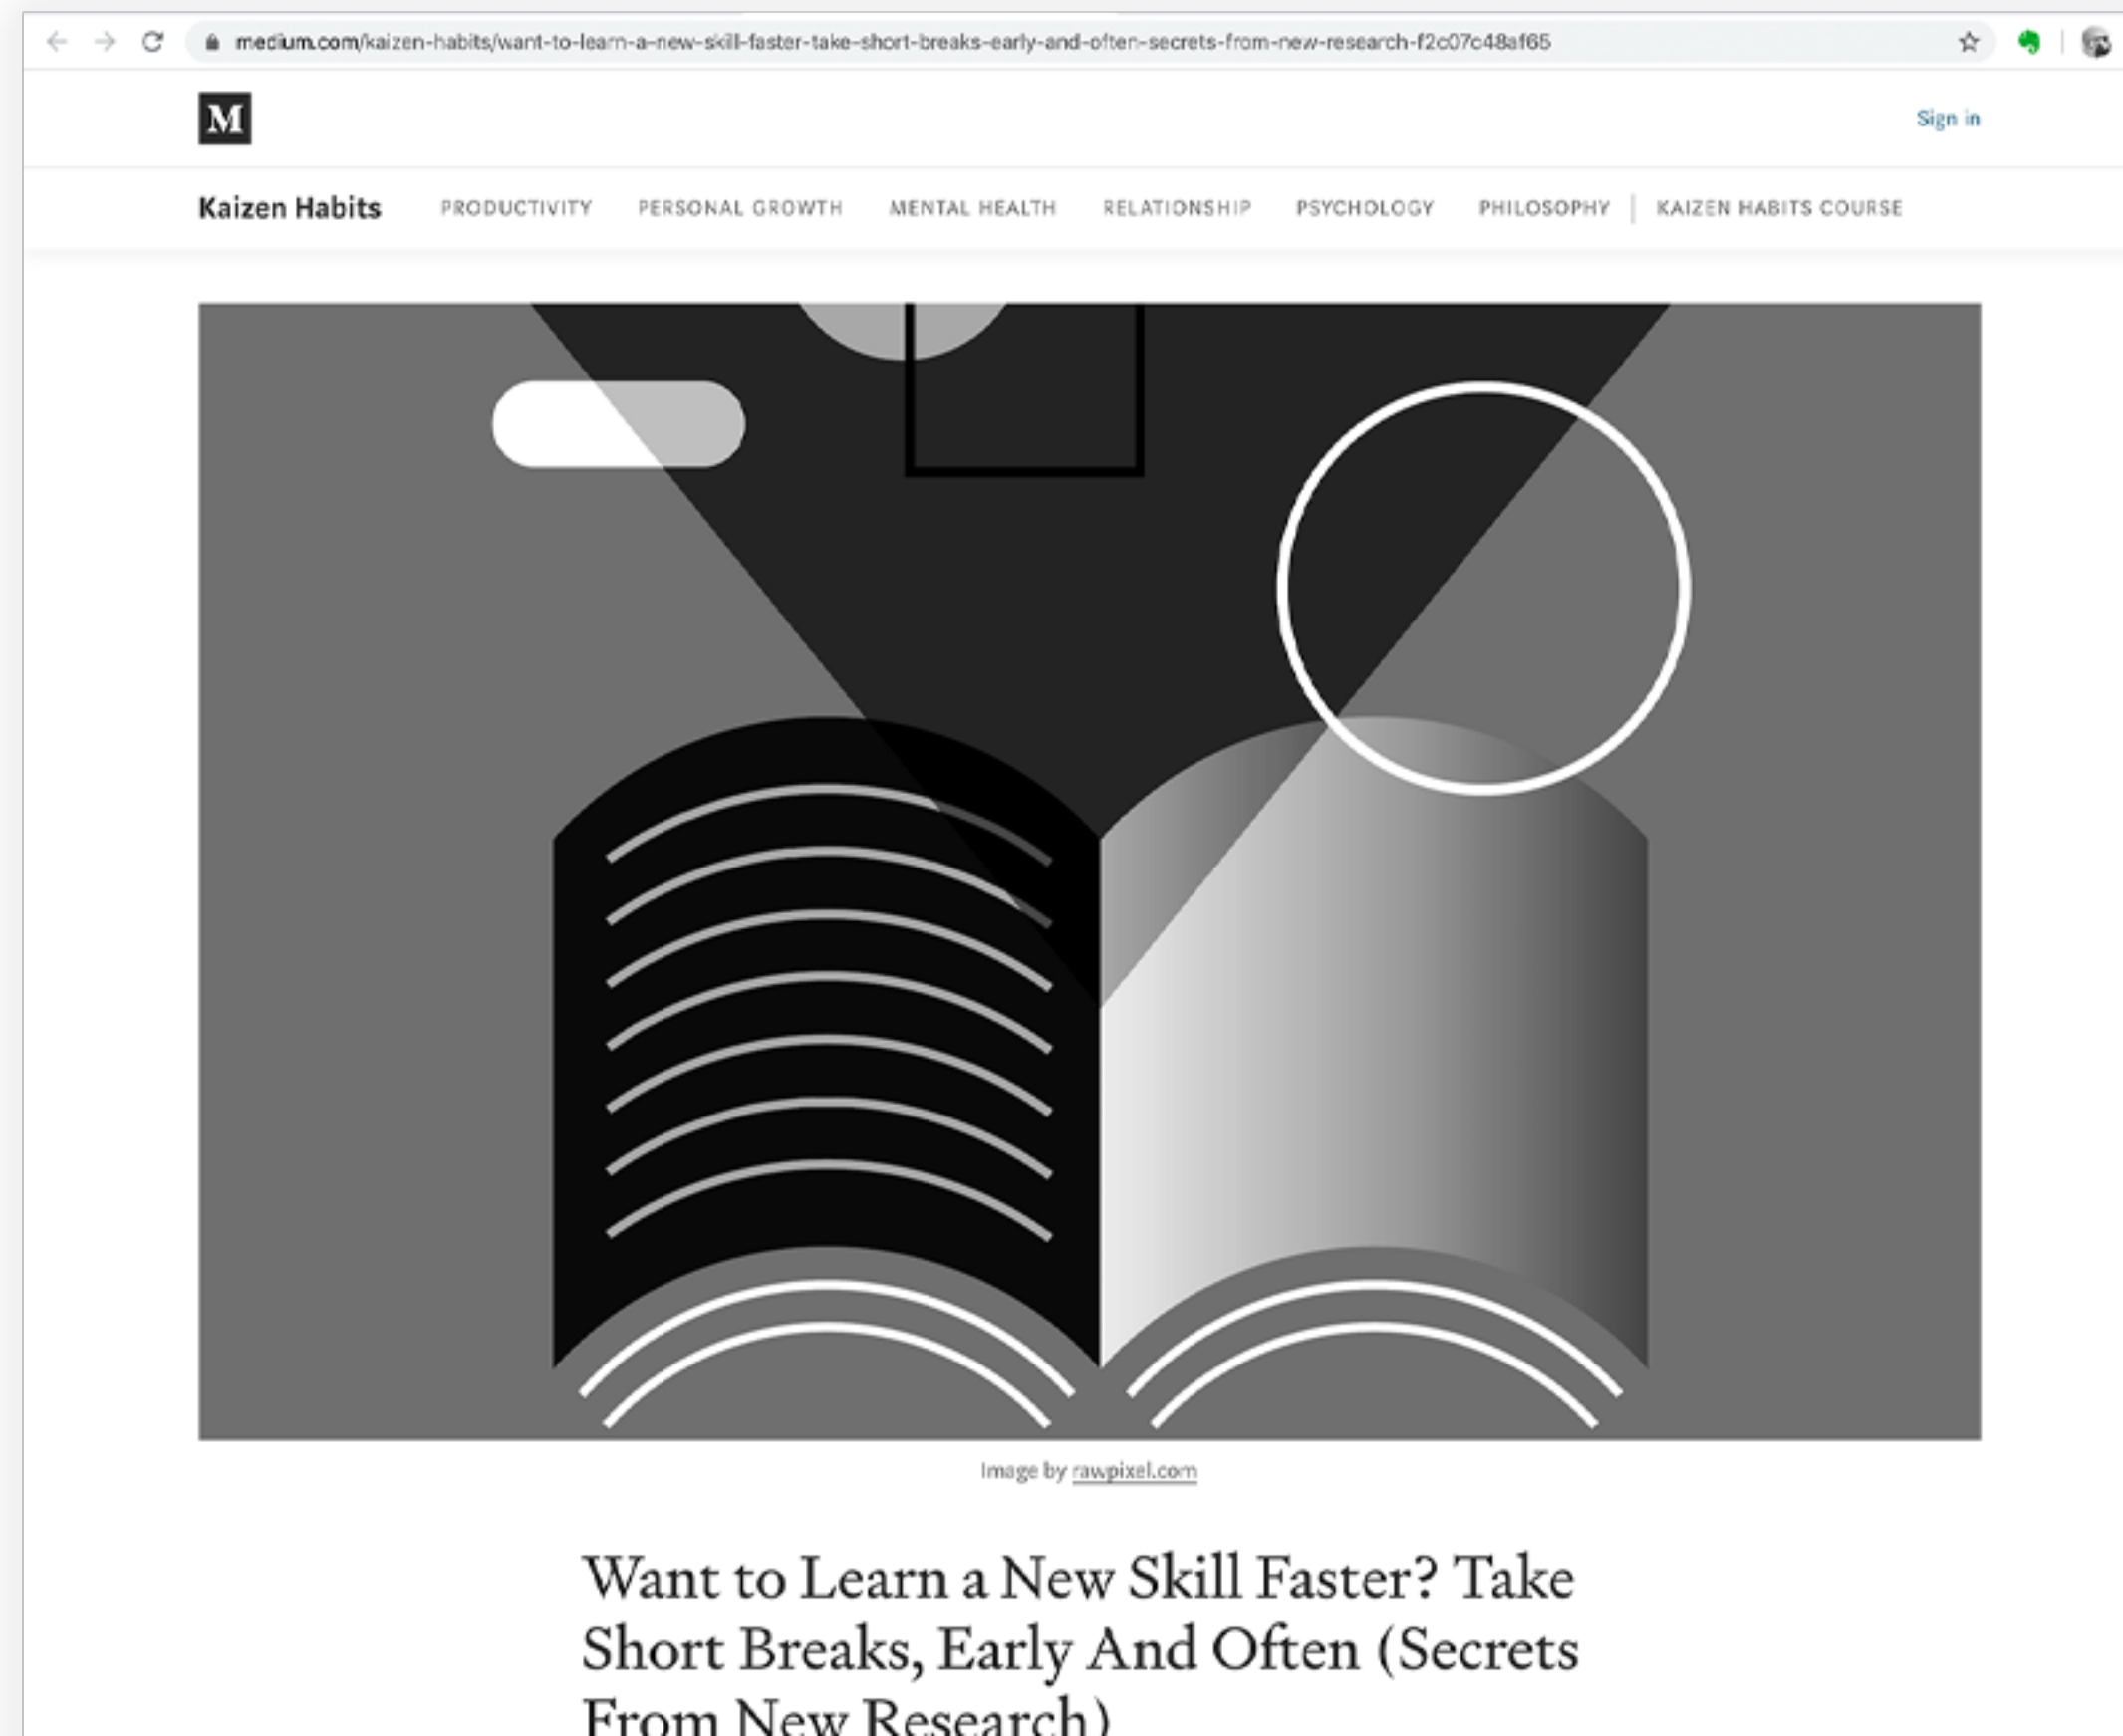 medium.com/kaizen-habits/want-to-learn-a-new-skill-faster-take-short-breaks-early-and-often-secrets-from-new-research-f2c07c48af65
M
Sign in
Kaizen Habits PRODUCTIVITY PERSONAL GROWTH MENTAL HEALTH RELATIONSHIP PSYCHOLOGY PHILOSOPHY KAIZEN HABITS COURSE
Image by rawpixel.com
Want to Learn a New Skill Faster? Take
Short Breaks, Early And Often (Secrets
From New Research)